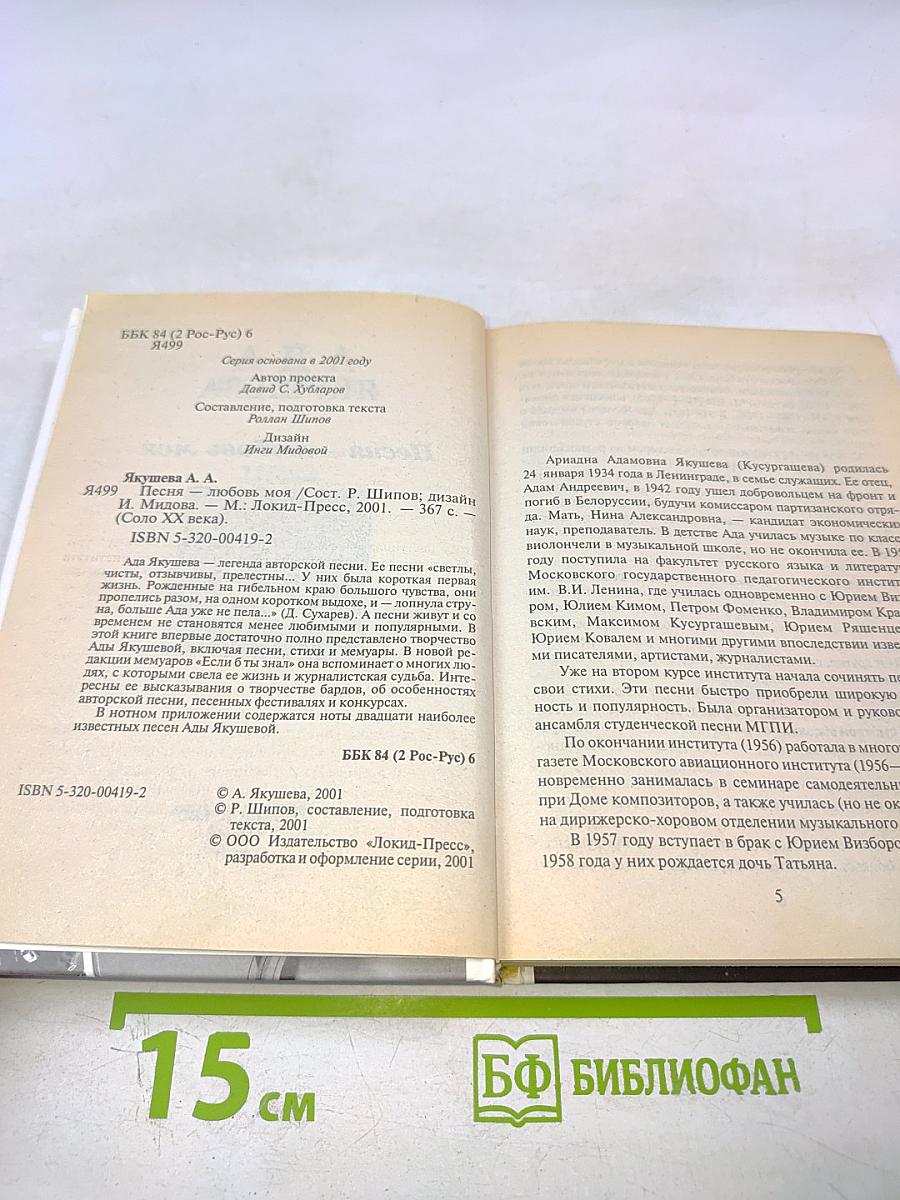 ББК 84 (2 Рос-Рус) 6
Я499
Серия основана в 2001 году
Автор проекта
Давид С. Хубларов
Составление, подготовка текста
Роллан Шипов
Дизайн
Инги Мидовой
Якушева А. А.
Я499 Песня — любовь моя /Сост. Р. Шипов; дизайн
И. Мидова. — М.: Локид-Пресс, 2001. — 367 с. —
(Соло XX века).
ISBN 5-320-00419-2
Ада Якушева — легенда авторской песни. Ее песни «светлы,
чисты, отзывчивы, прелестны... У них была короткая первая
жизнь. Рожденные на гибельном краю большого чувства, они
пропелись разом, на одном коротком выдохе, и — лопнула стру-
на, больше Ада уже не пела...» (Д. Сухарев). А песни живут и со
временем не становятся менее любимыми и популярными. В
этой книге впервые достаточно полно представлено творчество
Ады Якушевой, включая песни, стихи и мемуары. В новой ре-
дакции мемуаров «Если б ты знал» она вспоминает о многих лю-
дях, с которыми свела ее жизнь и журналистская судьба. Инте-
ресны ее высказывания о творчестве бардов, об особенностях
авторской песни, песенных фестивалях и конкурсах.
В нотном приложении содержатся ноты двадцати наиболее
известных песен Ады Якушевой.
ББК 84 (2 Рос-Рус) 6
ISBN 5-320-00419-2
© А. Якушева, 2001
© Р. Шипов, составление, подготовка
текста, 2001
© ООО Издательство «Локид-Пресс»,
разработка и оформление серии, 2001
Ариадна Адамовна Якушева (Кусургашева) родилась
24 января 1934 года в Ленинграде, в семье служащих. Ее отец,
Адам Андреевич, в 1942 году ушел добровольцем на фронт и
погиб в Белоруссии, будучи комиссаром партизанского отря-
да. Мать, Нина Александровна, — кандидат экономических
наук, преподаватель. В детстве Ада училась музыке по класс
виолончели в музыкальной школе, но не окончила ее. В 195
году поступила на факультет русского языка и литерату
Московского государственного педагогического инстит
им. В.И. Ленина, где училась одновременно с Юрием Виз
ром, Юлием Кимом, Петром Фоменко, Владимиром Кра
вским, Максимом Кусургашевым, Юрием Ряшенце
Юрием Ковалем и многими другими впоследствии изве
ми писателями, артистами, журналистами.
Уже на втором курсе института начала сочинять пе
свои стихи. Эти песни быстро приобрели широкую
ность и популярность. Была организатором и руково
ансамбля студенческой песни МГПИ.
По окончании института (1956) работала в много
газете Московского авиационного института (1956—
новременно занималась в семинаре самодеятельн
при Доме композиторов, а также училась (но не ок
на дирижерско-хоровом отделении музыкального
В 1957 году вступает в брак с Юрием Визбор
1958 года у них рождается дочь Татьяна.
5
15 см
БФ БИБЛИОФАН